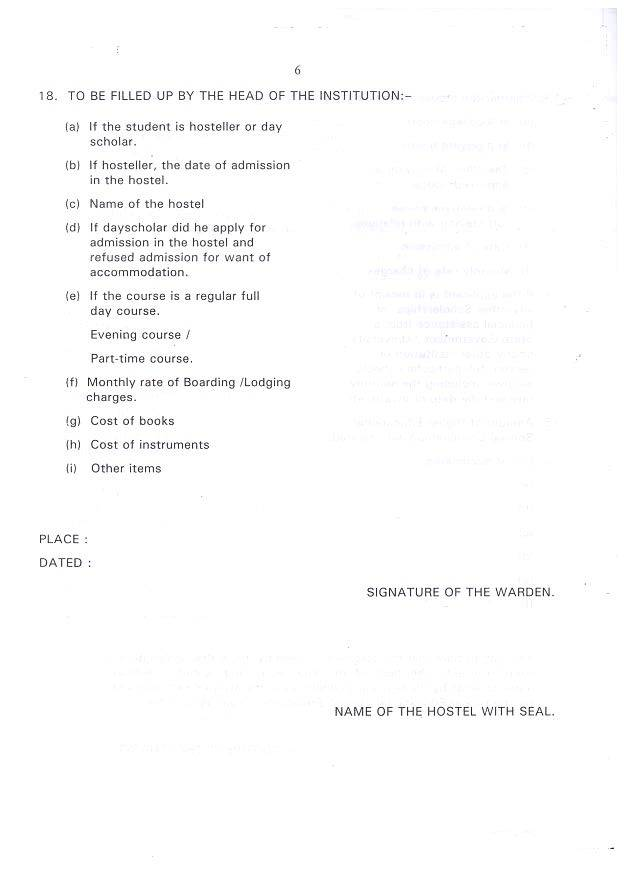 6
18. TO BE FILLED UP BY THE HEAD OF THE INSTITUTION:–
(a) If the student is hosteller or day
scholar.
(b) If hosteller, the date of admission
in the hostel.
(c) Name of the hostel
(d) If dayscholar did he apply for
admission in the hostel and
refused admission for want of
accommodation.
(e) If the course is a regular full
day course.
Evening course /
Part-time course.
(f) Monthly rate of Boarding /Lodging
charges.
(g) Cost of books
(h) Cost of instruments
(i) Other items
PLACE :
DATED :
SIGNATURE OF THE WARDEN.
NAME OF THE HOSTEL WITH SEAL.